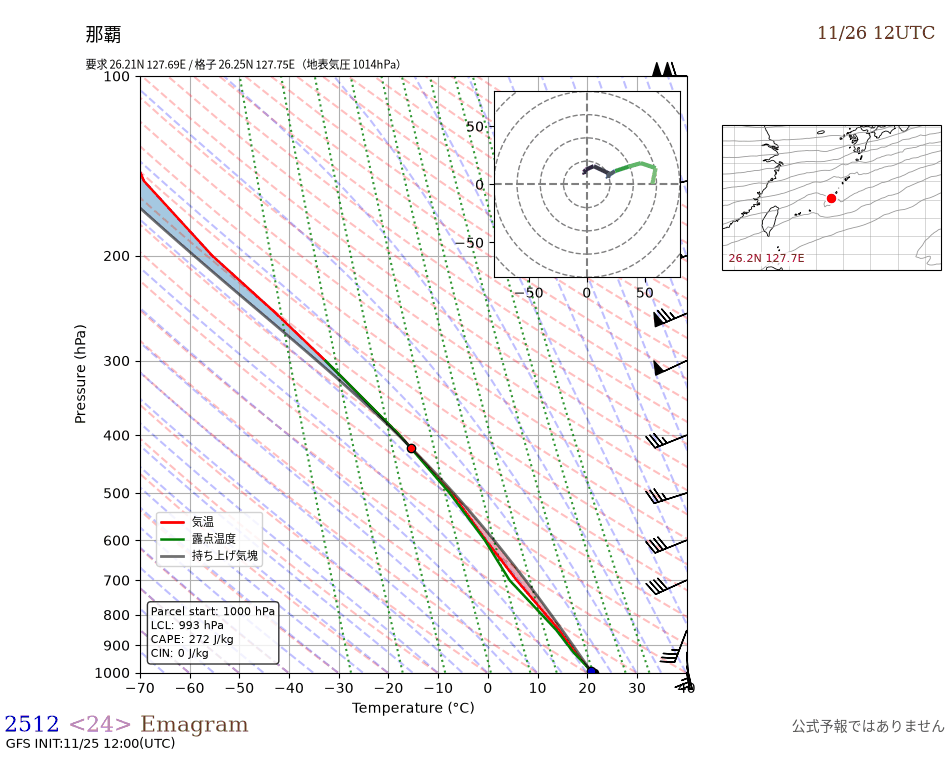 那覇
11/26 12UTC
要求 26.21N 127.69E / 格子 26.25N 127.75E（地表気圧 1014hPa）
100
200
300
400
500
600
700
800
900
1000
Pressure (hPa)
50
0
−50
−50 0 50
26.2N 127.7E
気温
露点温度
持ち上げ気塊
Parcel start: 1000 hPa
LCL: 993 hPa
CAPE: 272 J/kg
CIN: 0 J/kg
−70 −60 −50 −40 −30 −20 −10 0 10 20 30 40
Temperature (°C)
2512 <24> Emagram
公式予報ではありません
GFS INIT:11/25 12:00(UTC)